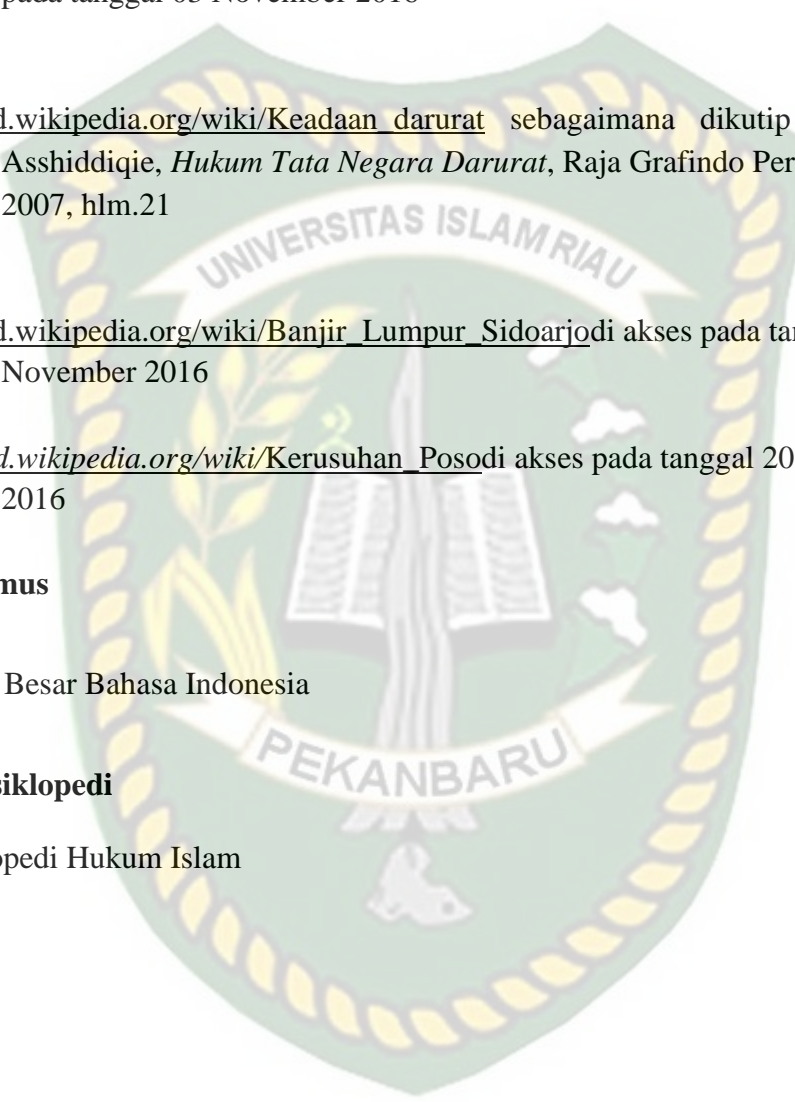 pada tanggal 03 November 2016
d.wikipedia.org/wiki/Keadaan_darurat sebagaimana dikutip
Asshiddiqie, Hukum Tata Negara Darurat, Raja Grafindo Per
2007, hlm.21
UNIVERSITAS ISLAM RIAU
d.wikipedia.org/wiki/Banjir_Lumpur_Sidoarjodi akses pada tan
November 2016
d.wikipedia.org/wiki/Kerusuhan_Posodi akses pada tanggal 20
2016
mus
Besar Bahasa Indonesia
PEKANBARU
siklopedi
opedi Hukum Islam